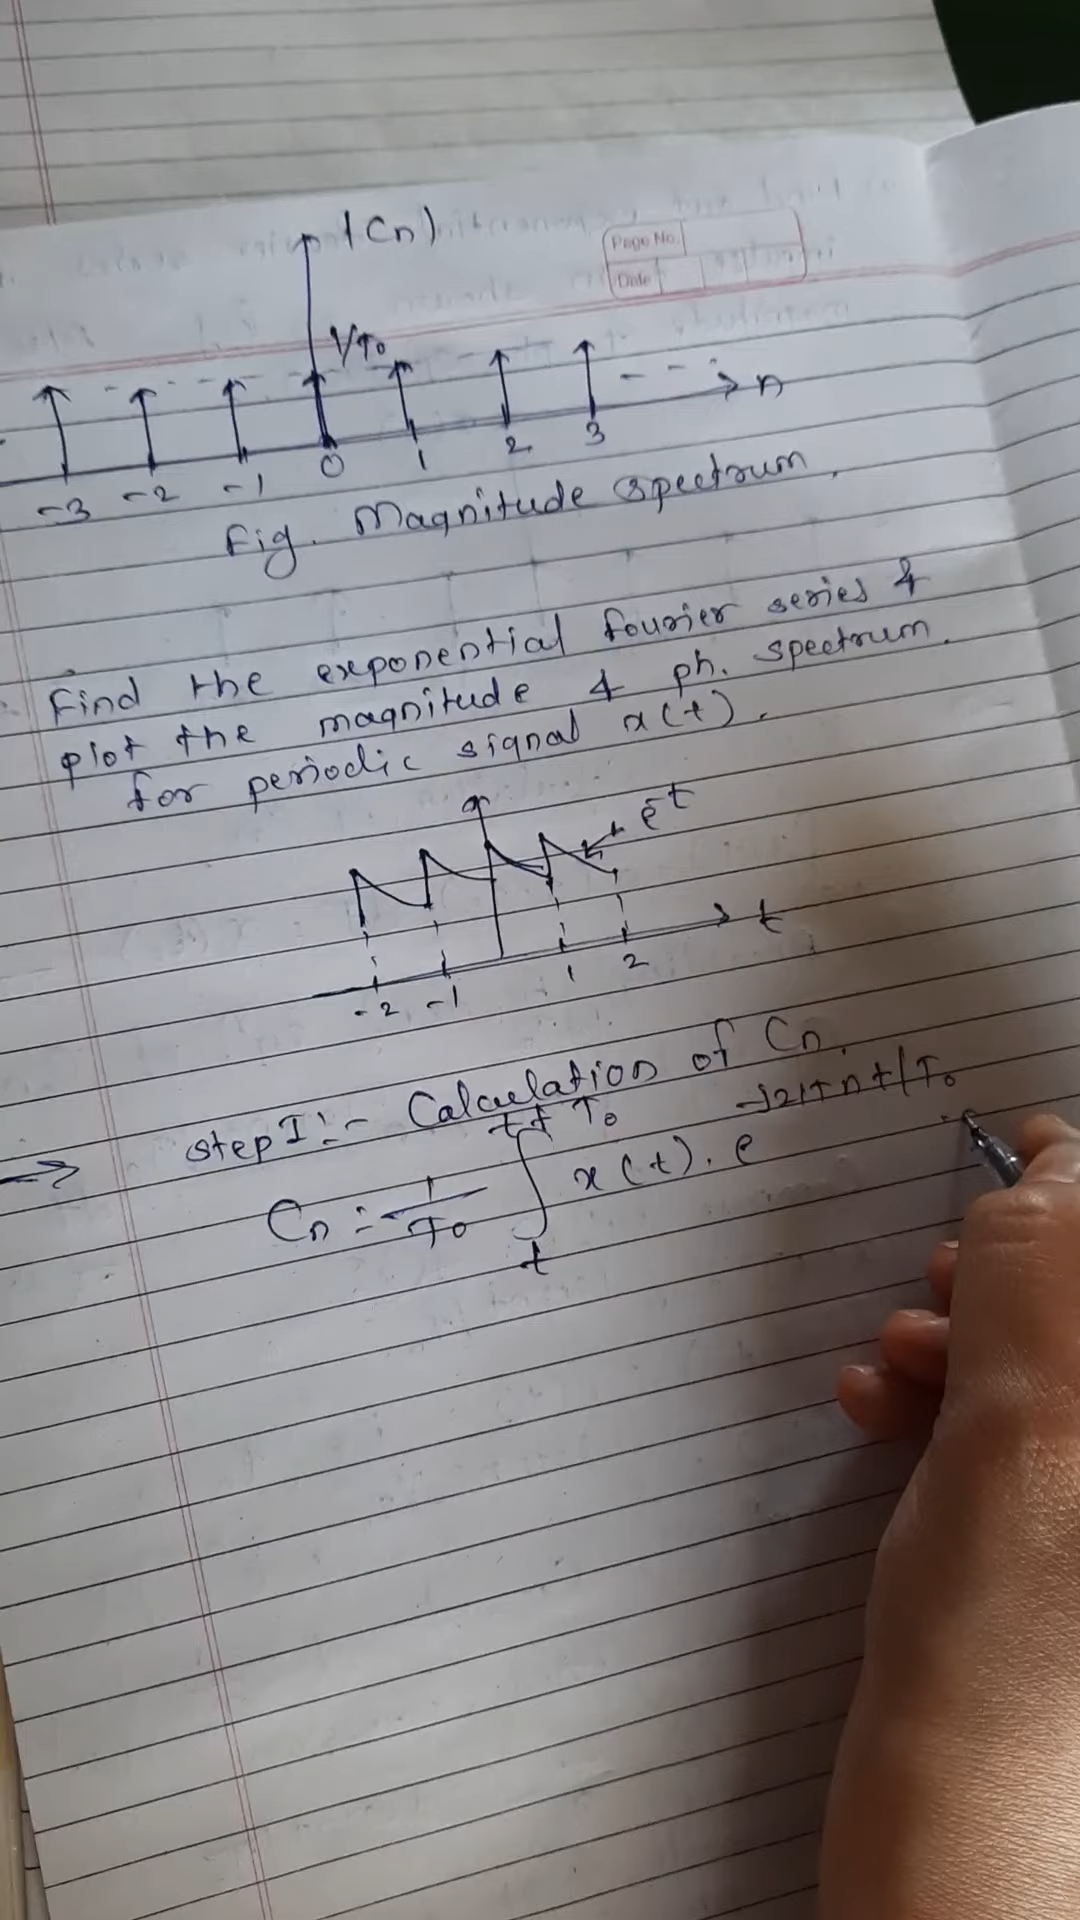 |Cn|
Page No.
Date
1/T₀
n
-3 -2 -1 0 1 2 3
Fig. Magnitude spectrum.
Find the exponential fourier series &
plot the magnitude & ph. spectrum.
for periodic signal x(t).
e⁻ᵗ
t
-2 -1 1 2
step I :- Calculation of Cn.
t+T₀
-j2πnt/T₀
Cn = 1/T₀ ∫ x(t). e
t